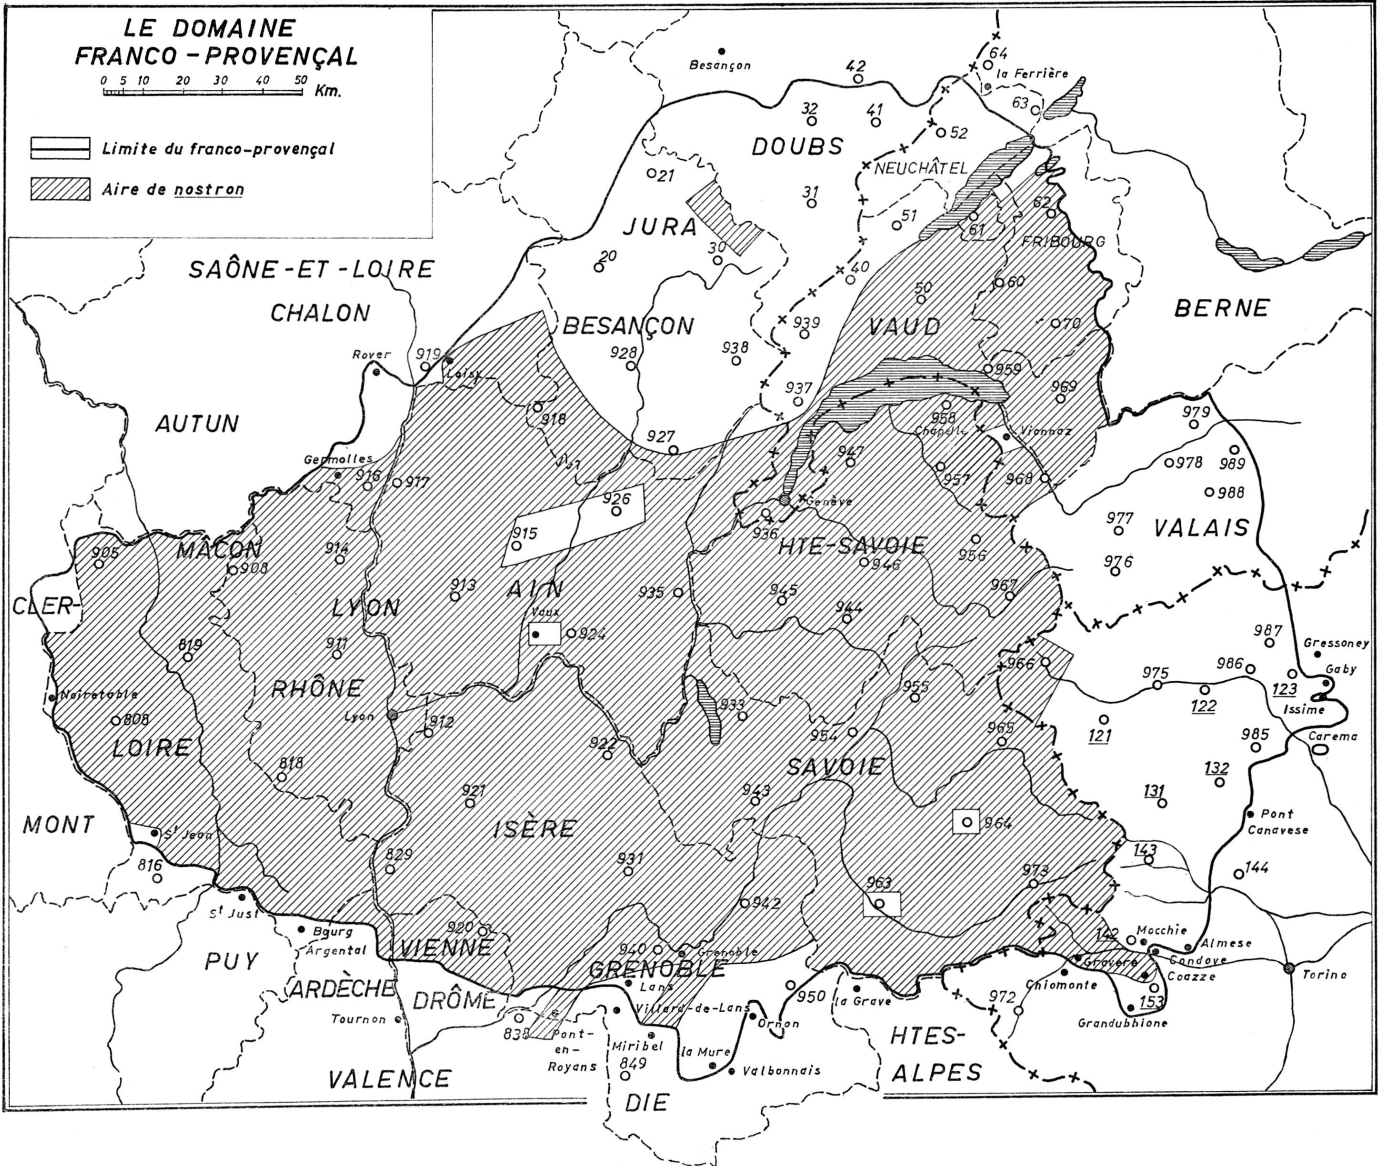 LE DOMAINE
FRANCO-PROVENÇAL
0 5 10 20 30 40 50 Km.
Limite du franco-provençal
Aire de nostron
Besançon
42
64
la Ferrière
63
32
41
52
DOUBS
NEUCHÂTEL
21
31
51
61
62
FRIBOURG
JURA
20
30
40
50
60
SAÔNE-ET-LOIRE
CHALON
BESANÇON
939
VAUD
70
BERNE
Royer
919
Loisy
928
938
959
969
937
958
Chapelle
Vionnaz
979
AUTUN
918
927
Germolles
916
917
947
957
968
978
989
988
926
Genève
936
915
977
VALAIS
905
MÂCON
908
914
HTE-SAVOIE
946
956
976
CLER-
913
AIN
935
945
944
967
LYON
Vaux
924
819
911
966
987
Gressoney
Gaby
986
123
Issime
975
122
Noiretable
RHÔNE
808
LOIRE
Lyon
912
933
955
954
965
121
985
Carema
922
818
SAVOIE
132
921
943
131
MONT
St Jean
ISÈRE
964
Pont
Canavese
816
829
931
973
143
144
963
St Just
942
Bourg
Argental
920
VIENNE
940
Grenoble
GRENOBLE
142
Mocchie
Almese
Condove
Gravere
Coazze
Torino
PUY
ARDÈCHE
DRÔME
Lans
950
la Grave
972
Chiomonte
153
Grandubbione
Tournon
838
Pont-
en-
Royans
Villard-de-Lans
Ornon
Miribel
849
la Mure
Valbonnais
HTES-
ALPES
VALENCE
DIE